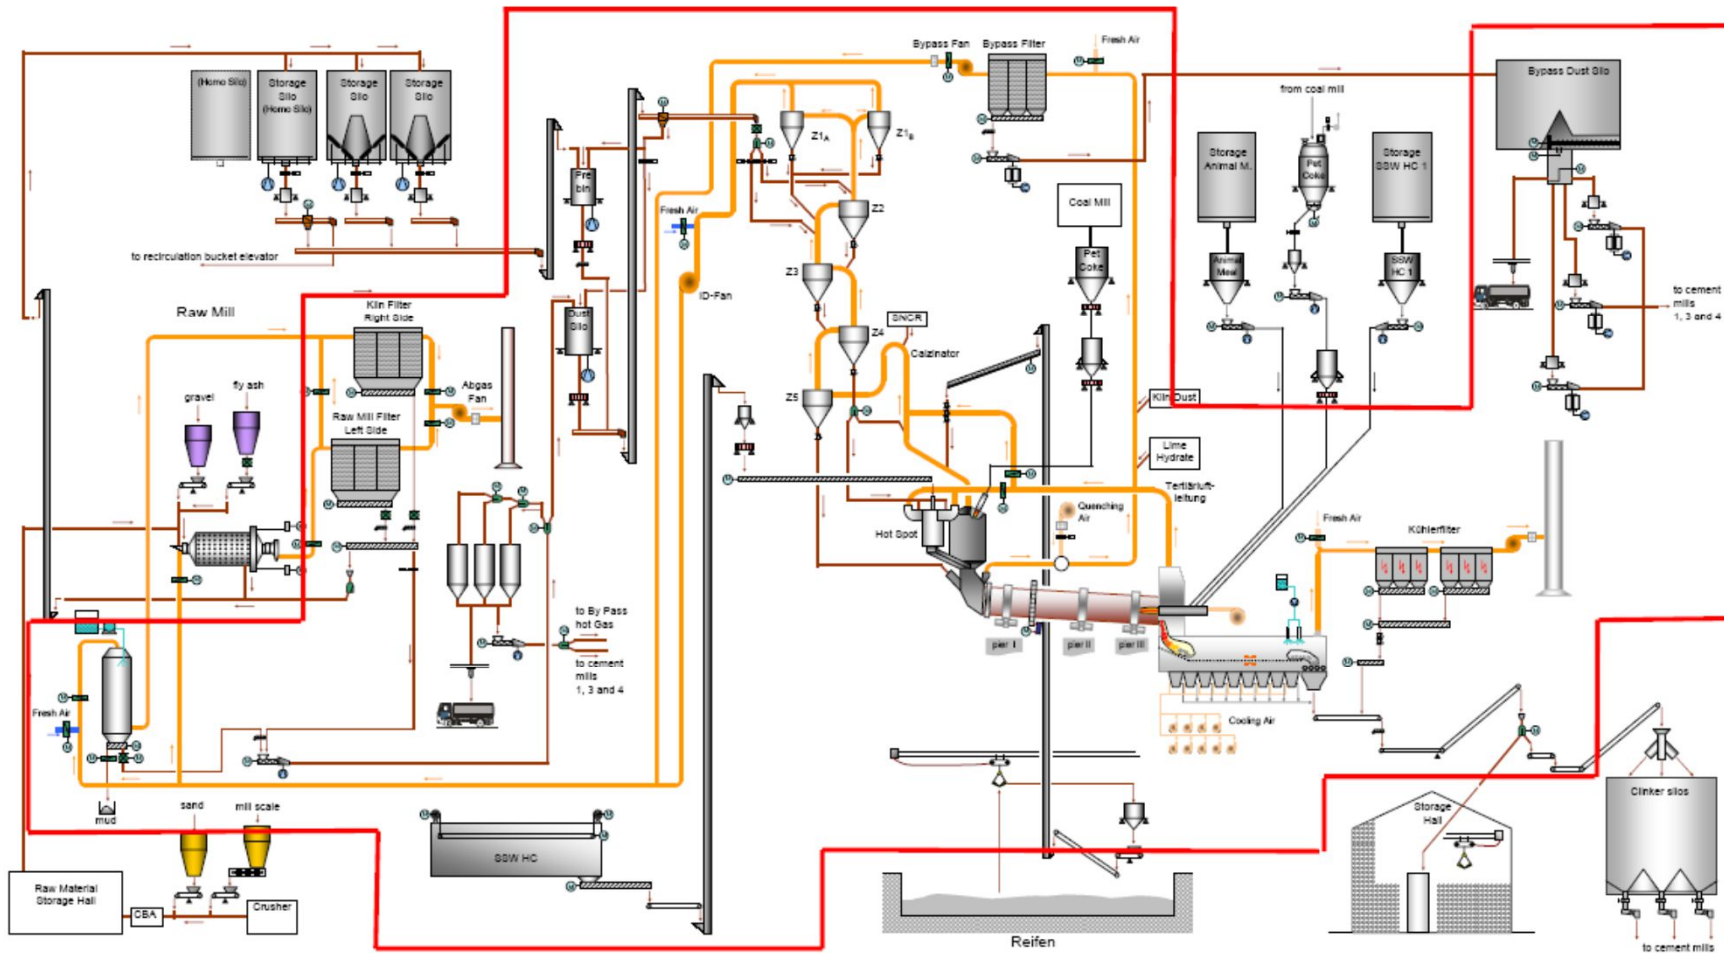 Bypass Fan
Bypass Filter
Fresh Air
(Homo Silo)
Storage
Silo
(Homo Silo)
Storage
Silo
Storage
Silo
Bypass Dust Silo
from coal mill
Z1A
Z1B
Storage
Animal M.
Pet
Coke
Storage
SSW HC 1
Pre
bin
Coal Mill
Z2
Fresh Air
to recirculation bucket elevator
Z3
Pet
Coke
Animal
Meal
SSW
HC 1
ID-Fan
to cement
mills
1, 3 and 4
Raw Mill
Kiln Filter
Right Side
Dust
Silo
SNCR
Z4
Calzinator
fly ash
gravel
Abgas
Fan
Z5
Kiln Dust
Raw Mill Filter
Left Side
Lime
Hydrate
Tertiärluft-
leitung
Quenching
Air
Hot Spot
Fresh Air
Kühlerfilter
to By Pass
hot Gas
pier I
pier II
pier III
to cement
mills
1, 3 and 4
Fresh Air
Cooling Air
mud
sand
mill scale
Storage
Hall
Clinker silos
SSW HC
Raw Material
Storage Hall
CBA
Crusher
Reifen
to cement mills